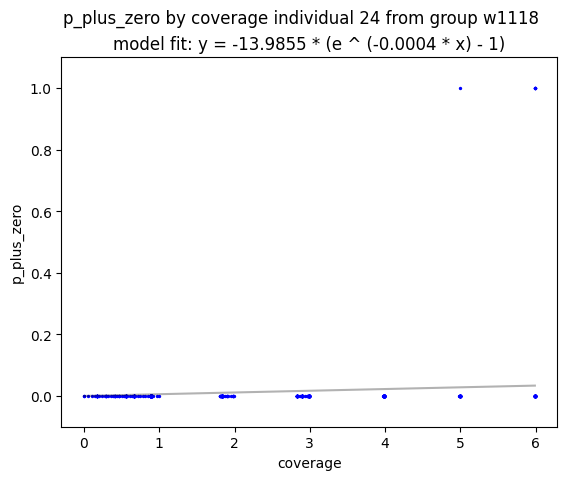 p_plus_zero by coverage individual 24 from group w1118
model fit: y = -13.9855 * (e ^ (-0.0004 * x) - 1)
1.0
0.8
0.6
0.4
0.2
0.0
p_plus_zero
0 1 2 3 4 5 6
coverage